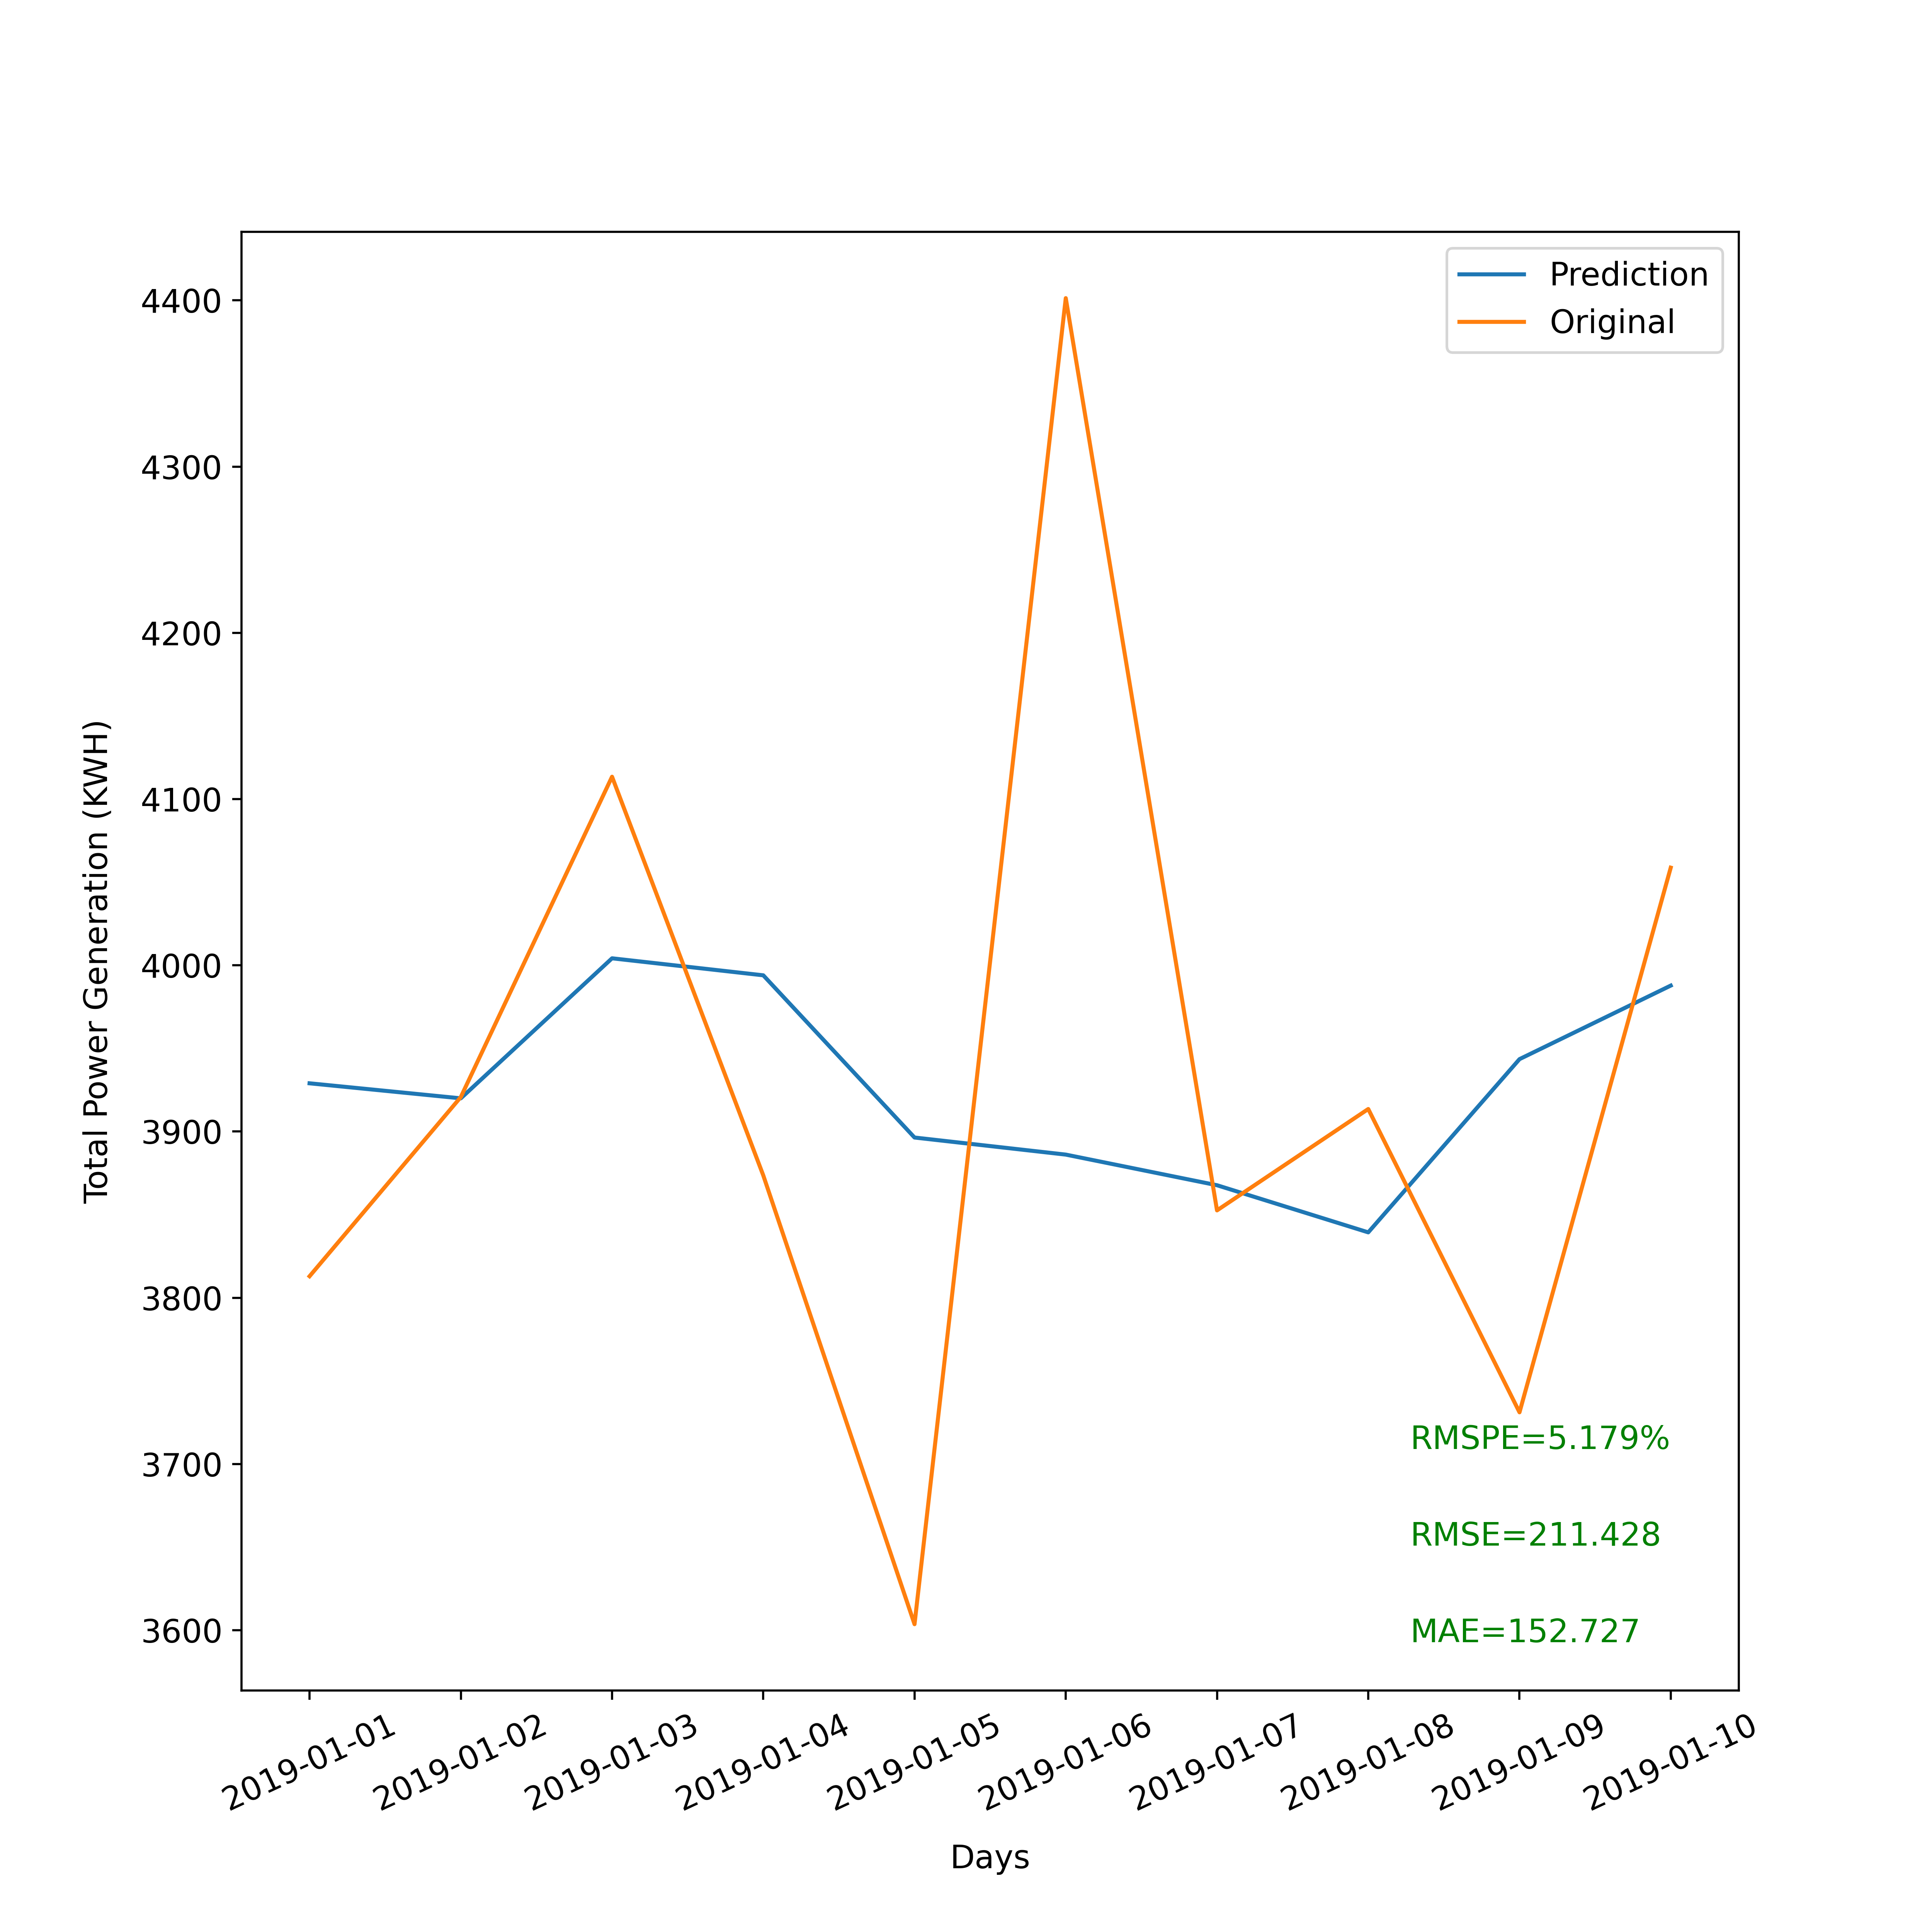 Prediction
Original
4400
4300
4200
4100
4000
3900
3800
3700
3600
Total Power Generation (KWH)
RMSPE=5.179%
RMSE=211.428
MAE=152.727
2019-01-01
2019-01-02
2019-01-03
2019-01-04
2019-01-05
2019-01-06
2019-01-07
2019-01-08
2019-01-09
2019-01-10
Days